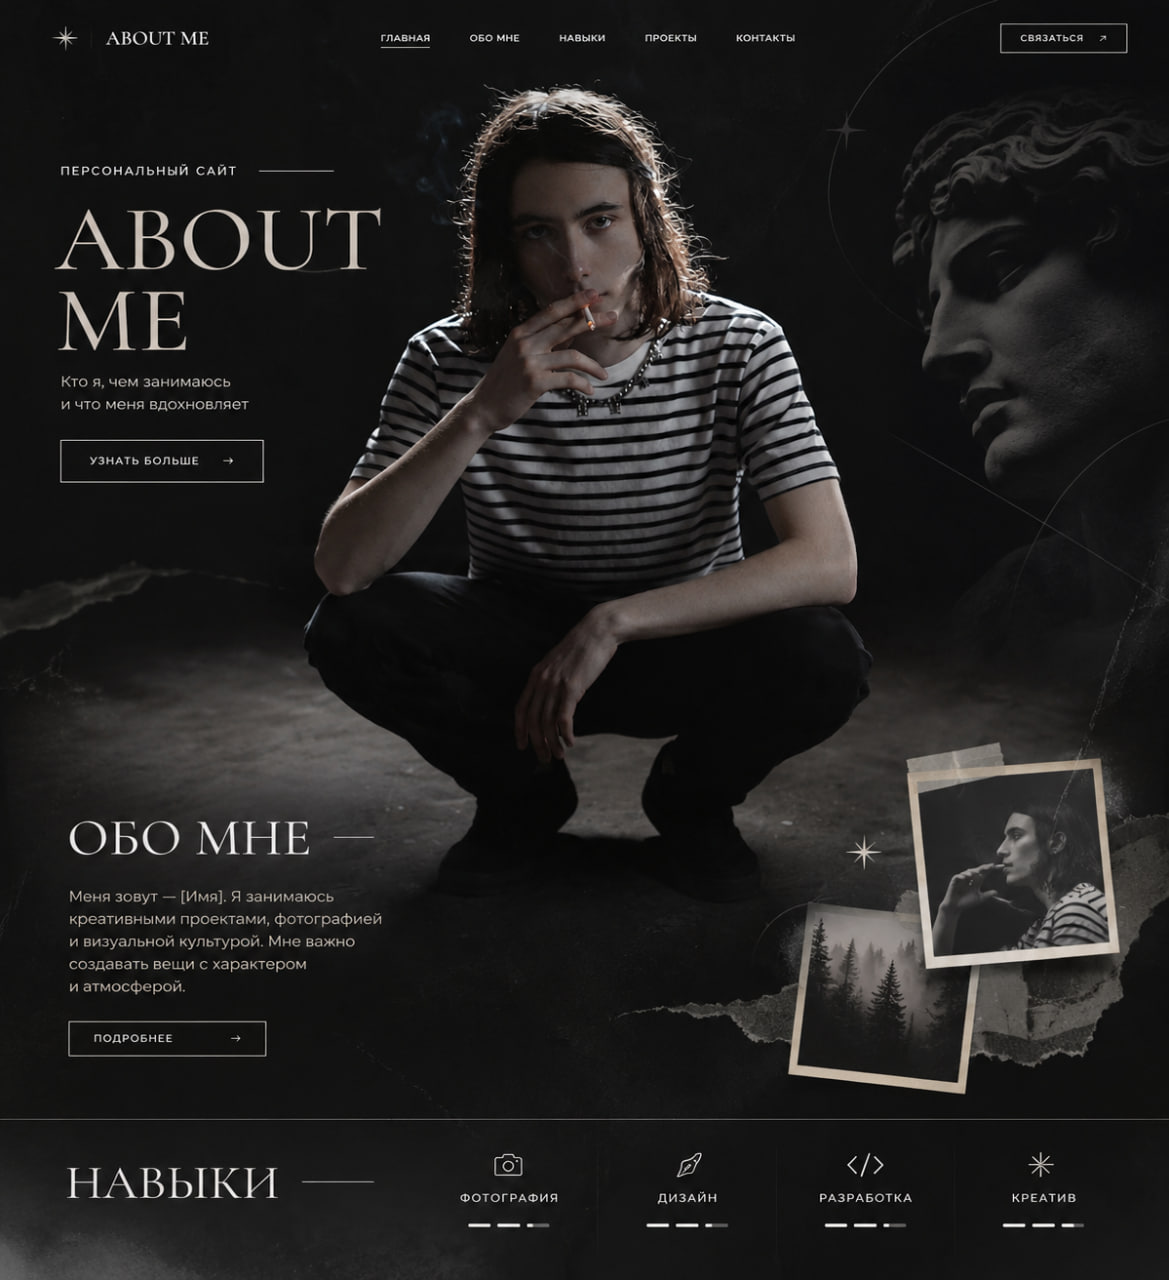 ABOUT ME
ГЛАВНАЯ
ОБО МНЕ
НАВЫКИ
ПРОЕКТЫ
КОНТАКТЫ
СВЯЗАТЬСЯ
ПЕРСОНАЛЬНЫЙ САЙТ
ABOUT
ME
Кто я, чем занимаюсь
и что меня вдохновляет
УЗНАТЬ БОЛЬШЕ
ОБО МНЕ
Меня зовут — [Имя]. Я занимаюсь
креативными проектами, фотографией
и визуальной культурой. Мне важно
создавать вещи с характером
и атмосферой.
ПОДРОБНЕЕ
НАВЫКИ
ФОТОГРАФИЯ
ДИЗАЙН
РАЗРАБОТКА
КРЕАТИВ